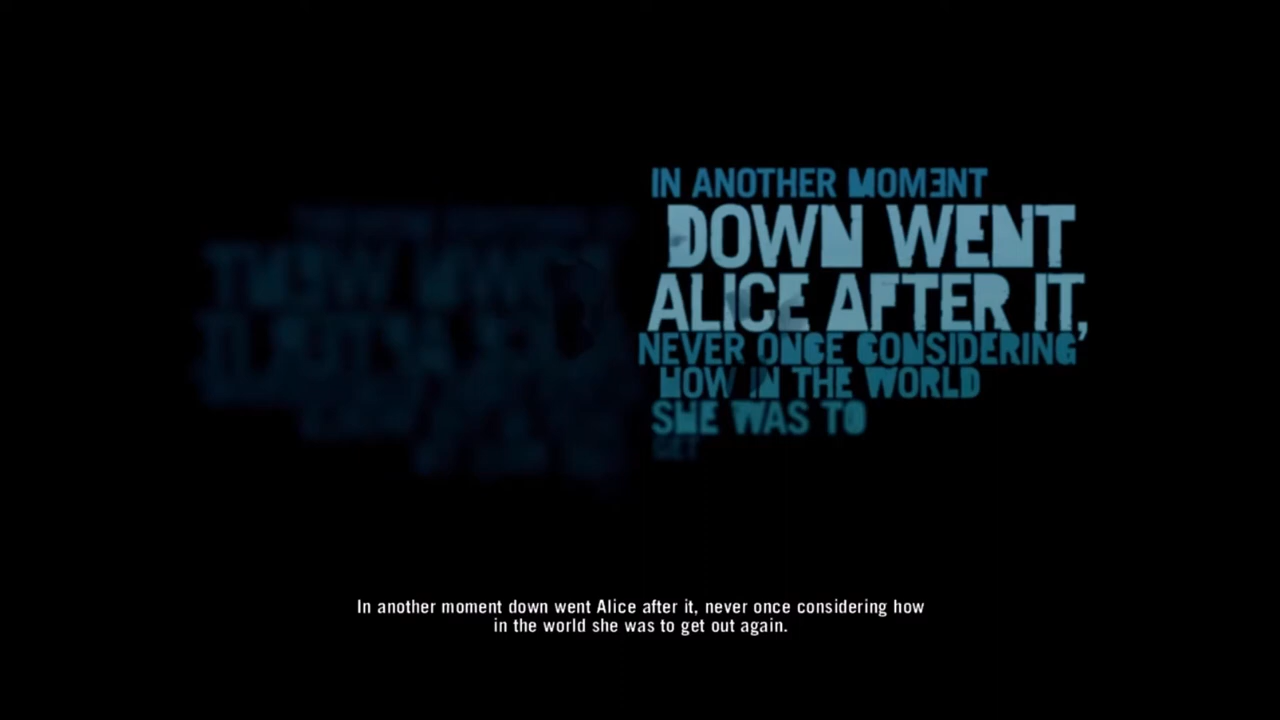 IN ANOTHER MOMENT
DOWN WENT
ALICE AFTER IT,
NEVER ONCE CONSIDERING
HOW IN THE WORLD
SHE WAS TO
GET
In another moment down went Alice after it, never once considering how
in the world she was to get out again.